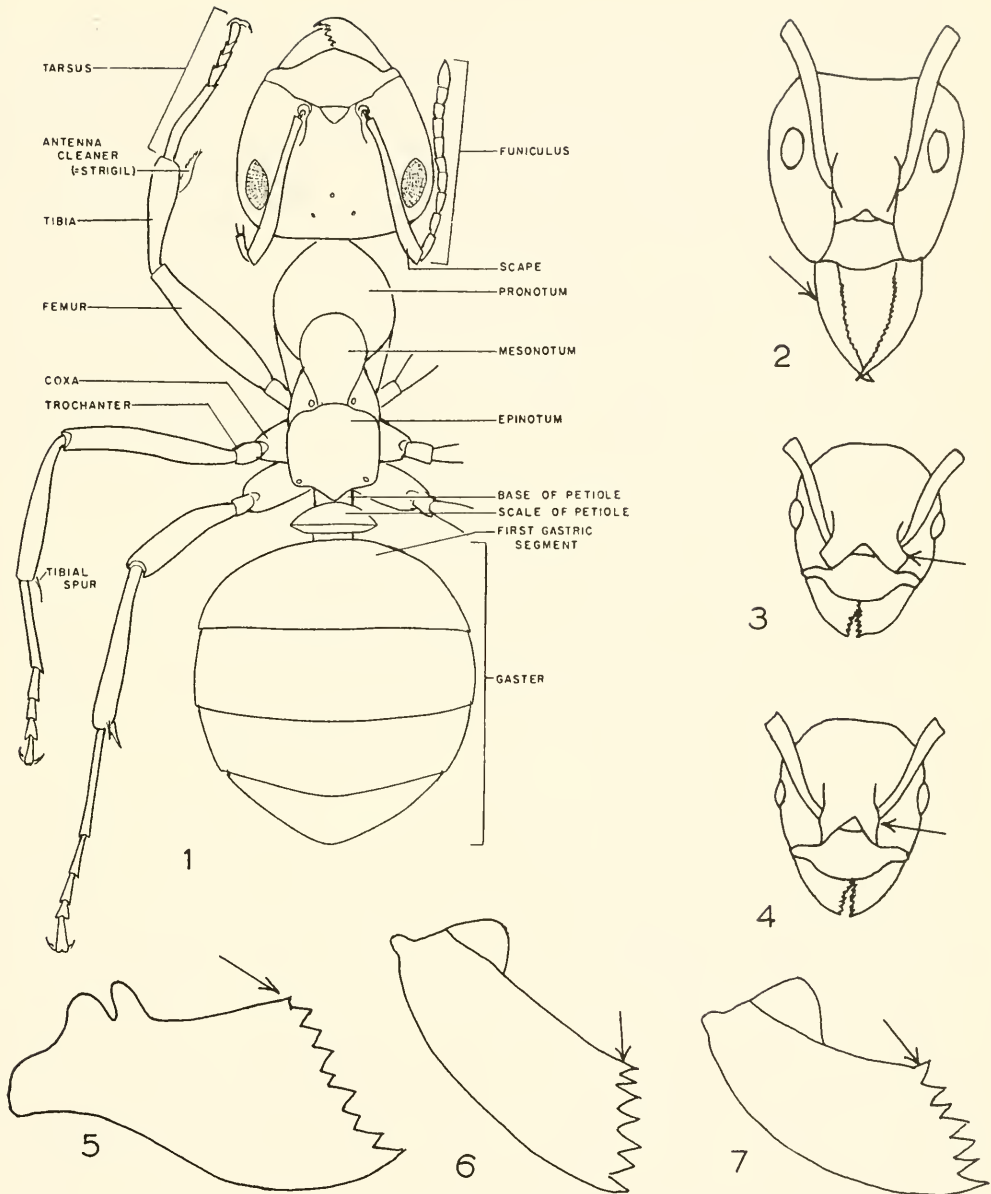 TARSUS
ANTENNA
CLEANER
(=STRIGIL)
TIBIA
FEMUR
COXA
TROCHANTER
TIBIAL
SPUR
FUNICULUS
SCAPE
PRONOTUM
MESONOTUM
EPINOTUM
BASE OF PETIOLE
SCALE OF PETIOLE
FIRST GASTRIC
SEGMENT
GASTER
1
2
3
4
5
6
7